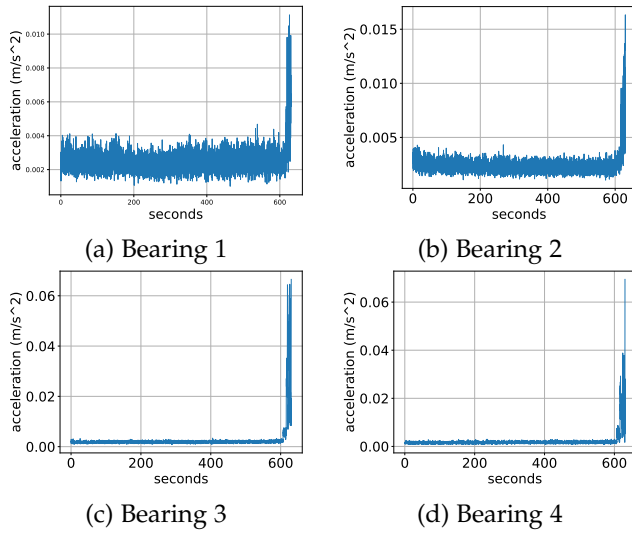 0.010
0.008
0.006
0.004
0.002
acceleration (m/s^2)
0 200 400 600
seconds
(a) Bearing 1
0.015
0.010
0.005
acceleration (m/s^2)
0 200 400 600
seconds
(b) Bearing 2
0.06
0.04
0.02
0.00
acceleration (m/s^2)
0 200 400 600
seconds
(c) Bearing 3
0.06
0.04
0.02
0.00
acceleration (m/s^2)
0 200 400 600
seconds
(d) Bearing 4